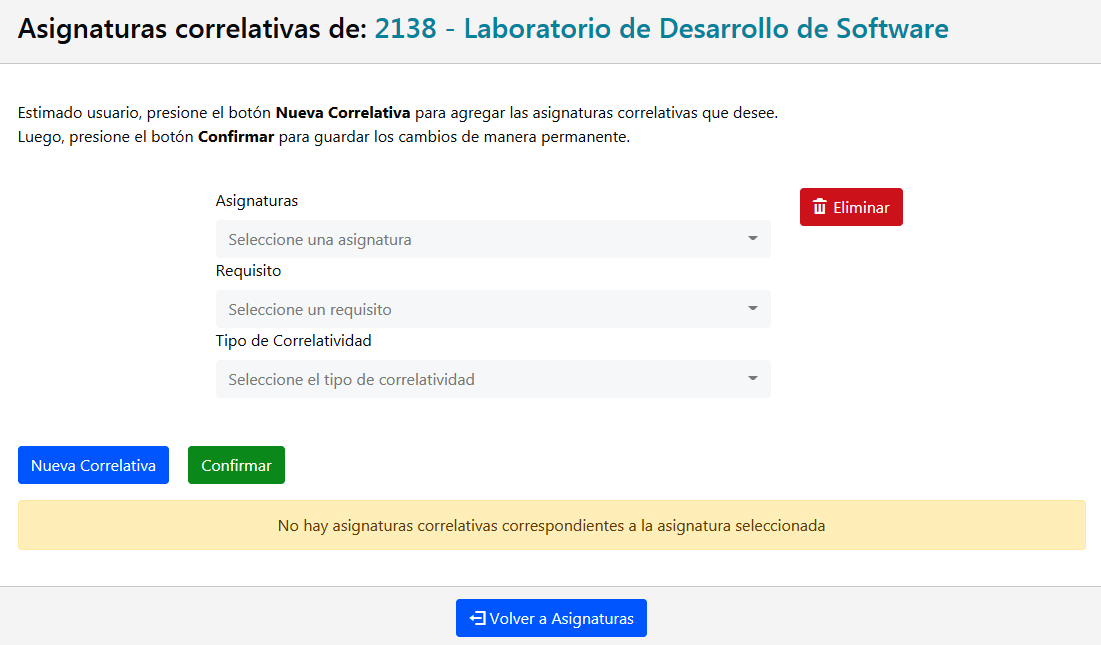 Asignaturas correlativas de: 2138 - Laboratorio de Desarrollo de Software
Estimado usuario, presione el botón Nueva Correlativa para agregar las asignaturas correlativas que desee.
Luego, presione el botón Confirmar para guardar los cambios de manera permanente.
Asignaturas
Eliminar
Seleccione una asignatura
Requisito
Seleccione un requisito
Tipo de Correlatividad
Seleccione el tipo de correlatividad
Nueva Correlativa Confirmar
No hay asignaturas correlativas correspondientes a la asignatura seleccionada
Volver a Asignaturas